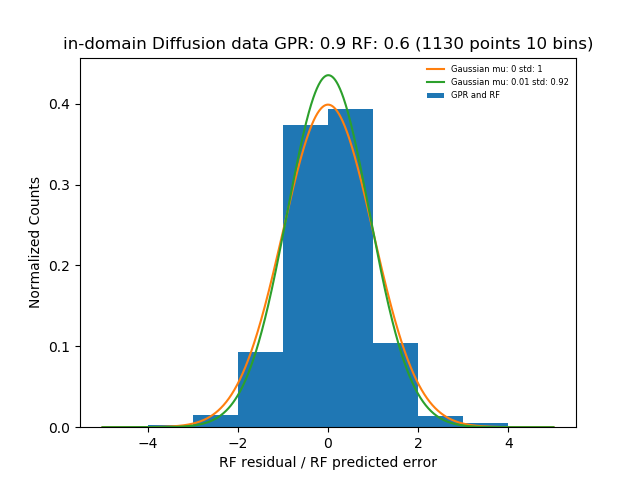 in-domain Diffusion data GPR: 0.9 RF: 0.6 (1130 points 10 bins)
Gaussian mu: 0 std: 1
Gaussian mu: 0.01 std: 0.92
GPR and RF
Normalized Counts
0.4
0.3
0.2
0.1
0.0
−4 −2 0 2 4
RF residual / RF predicted error